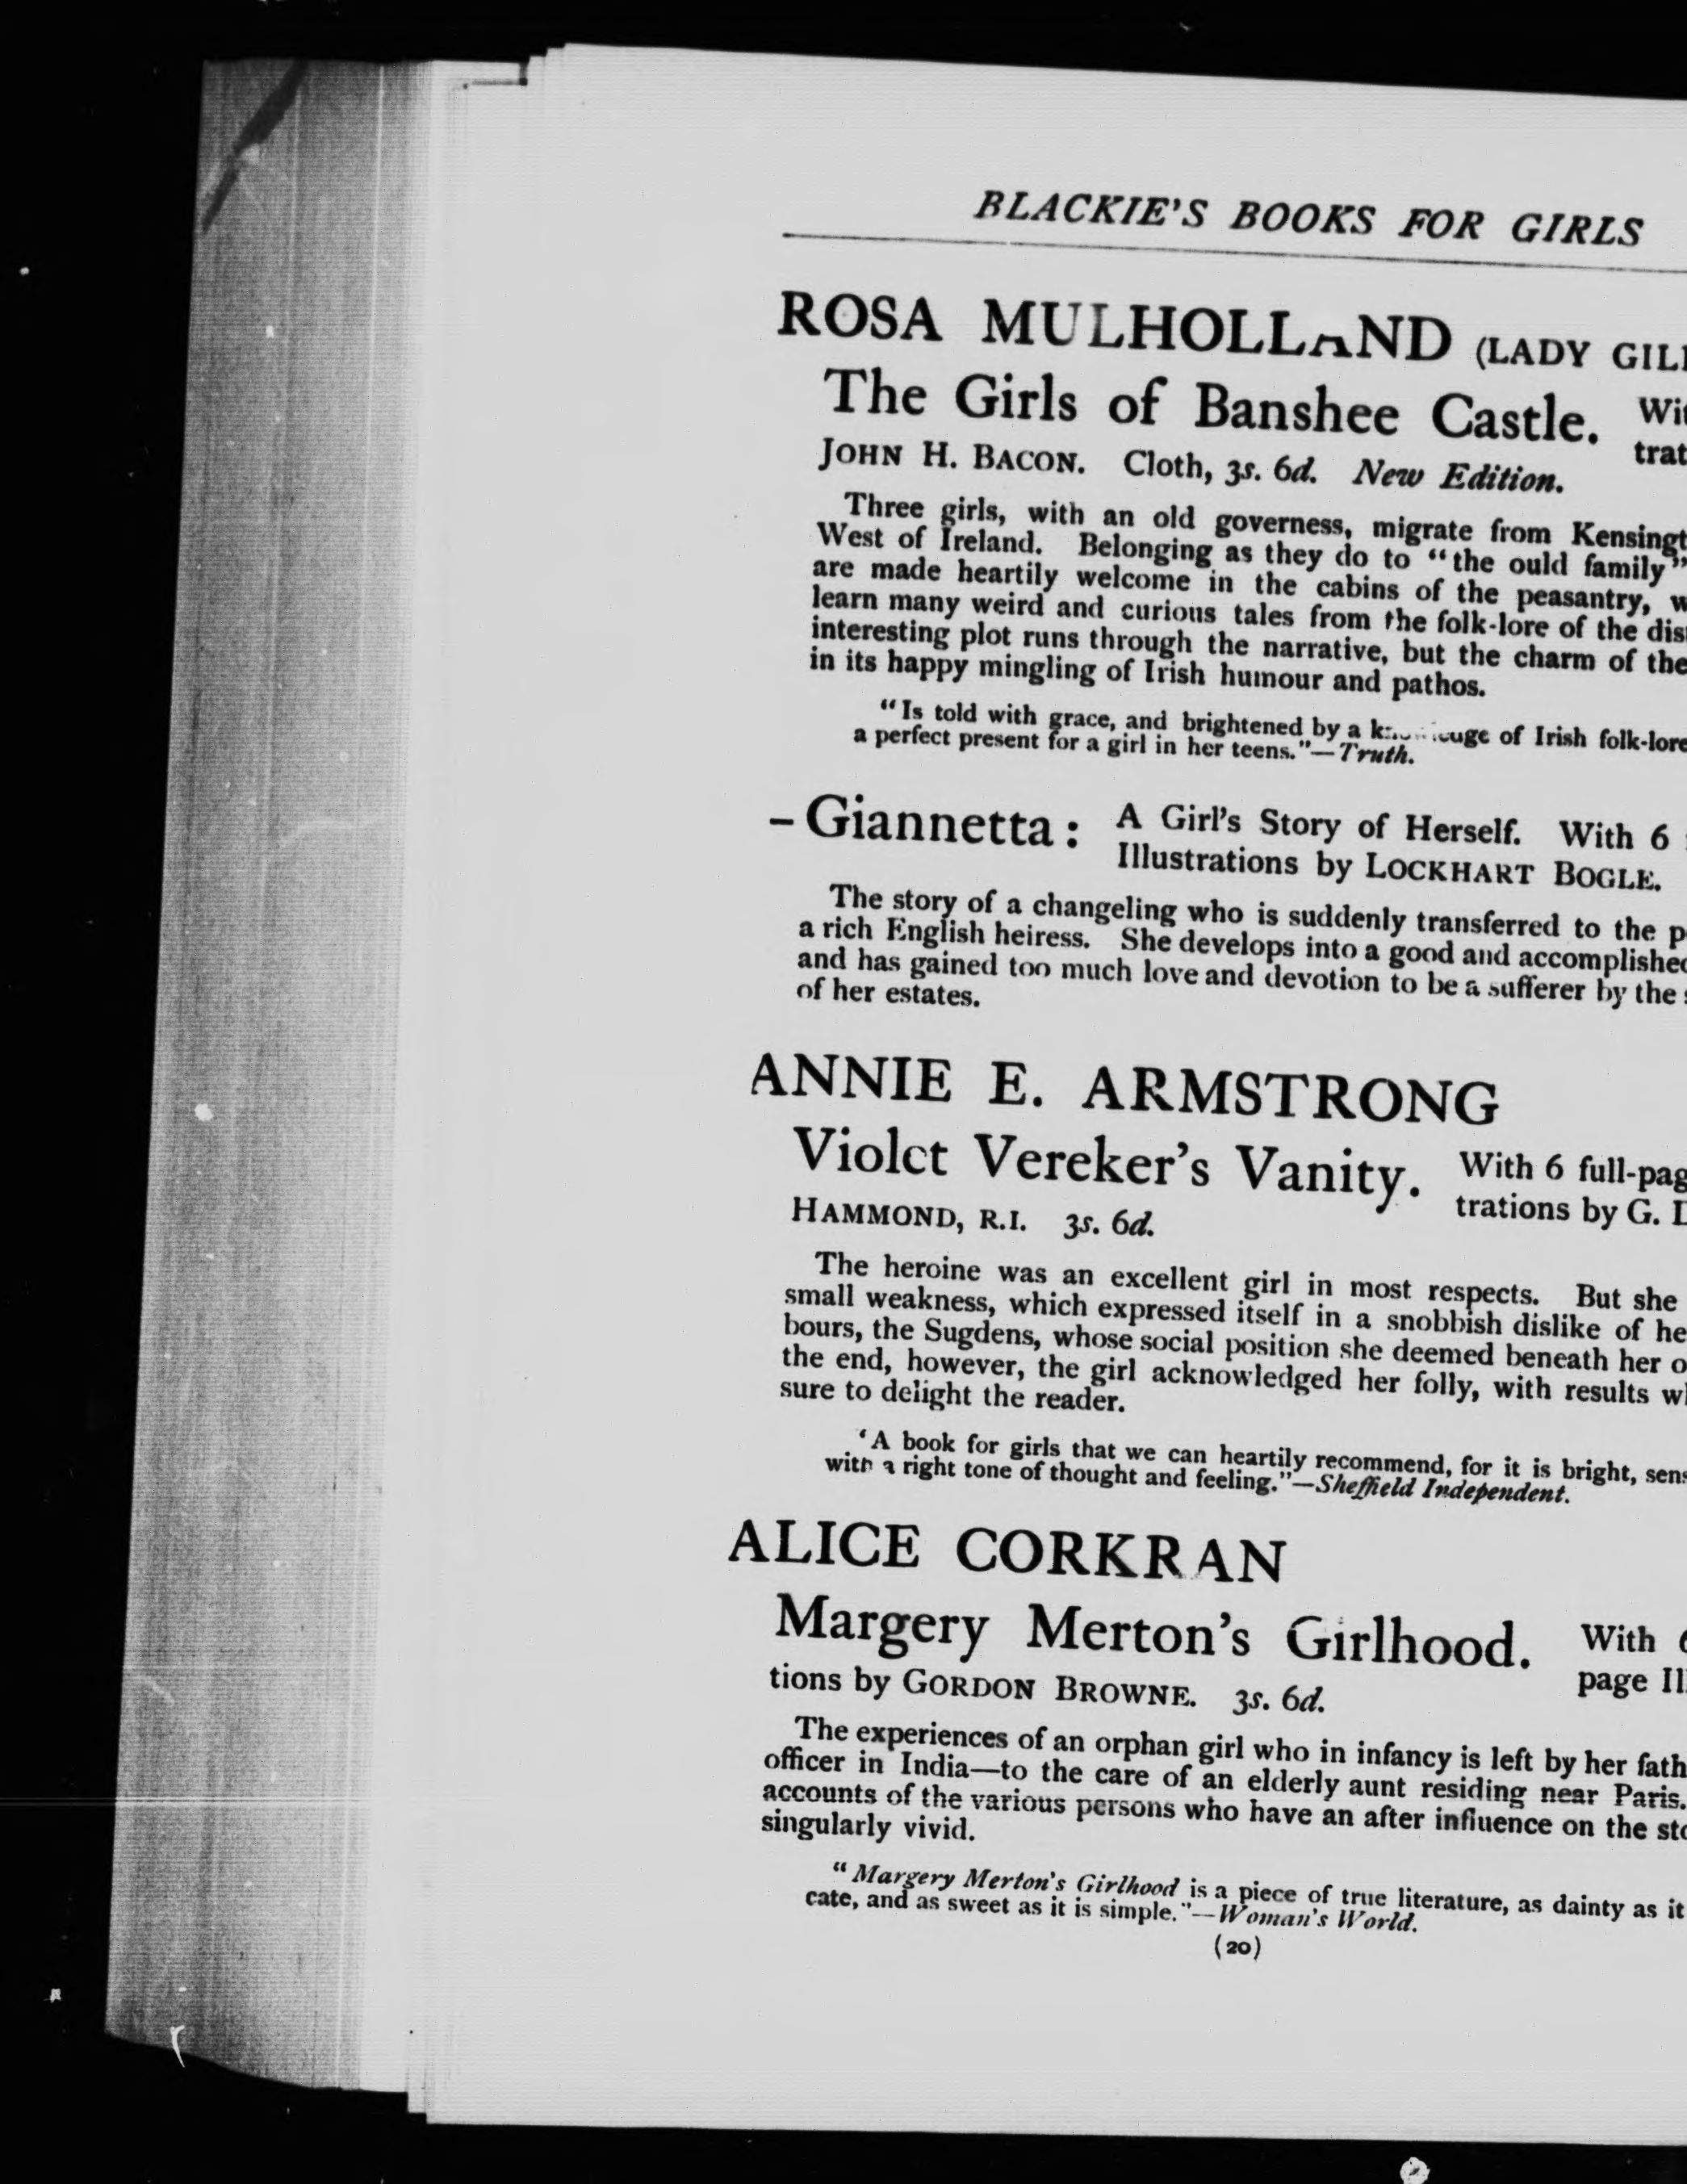 BLACKIE'S BOOKS FOR GIRLS
ROSA MULHOLLAND (LADY
The Girls of Banshee Castle.
JOHN H. BACON. Cloth, 3s. 6d. New Edition.
Three girls, with an old governess, migrate from
West of Ireland. Belonging as they do to "the ould family"
are made heartily welcome in the cabins of the peasantry,
learn many weird and curious tales from the folk-lore of the
interesting plot runs through the narrative, but the charm of the
in its happy mingling of Irish humour and pathos.
"Is told with grace, and brightened by a of Irish folk-lore
a perfect present for a girl in her teens."—Truth.
– Giannetta: A Girl's Story of Herself. With 6
Illustrations by LOCKHART BOGLE.
The story of a changeling who is suddenly transferred to the
a rich English heiress. She develops into a good and accomplished
and has gained too much love and devotion to be a sufferer by the
of her estates.
ANNIE E. ARMSTRONG
Violet Vereker's Vanity. With 6 full-pag
trations by G.
HAMMOND, R.I. 3s. 6d.
The heroine was an excellent girl in most respects. But she
small weakness, which expressed itself in a snobbish dislike of he
bours, the Sugdens, whose social position she deemed beneath her
the end, however, the girl acknowledged her folly, with results
sure to delight the reader.
'A book for girls that we can heartily recommend, for it is bright,
with a right tone of thought and feeling."—Sheffield Independent.
ALICE CORKRAN
Margery Merton's Girlhood. With
page
tions by GORDON BROWNE. 3s. 6d.
The experiences of an orphan girl who in infancy is left by her fath
officer in India—to the care of an elderly aunt residing near Paris.
accounts of the various persons who have an after influence on the
singularly vivid.
"Margery Merton's Girlhood is a piece of true literature, as dainty as it
cate, and as sweet as it is simple."—Woman's World.
(20)